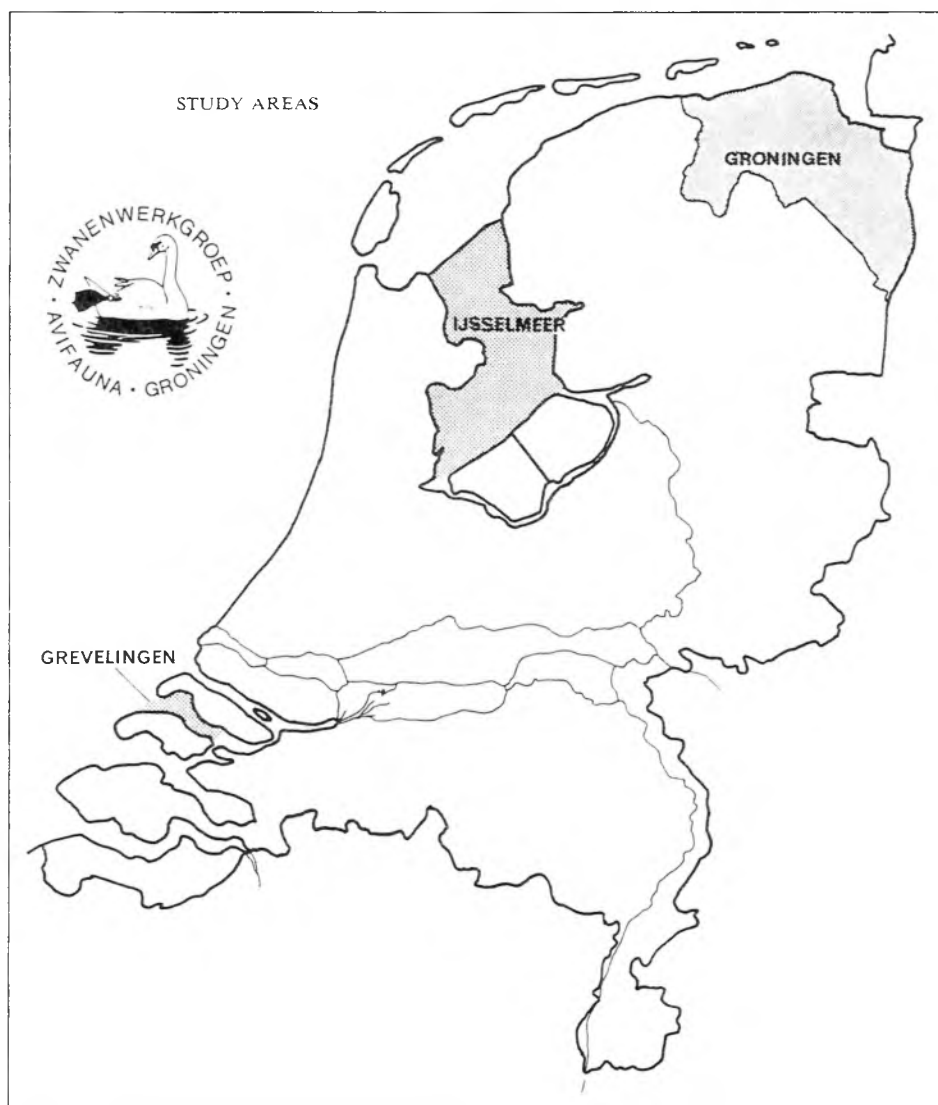 STUDY AREAS
GRONINGEN
ZWANENWERKGROEP
AVIFAUNA · GRONINGEN ·
IJSSELMEER
GREVELINGEN